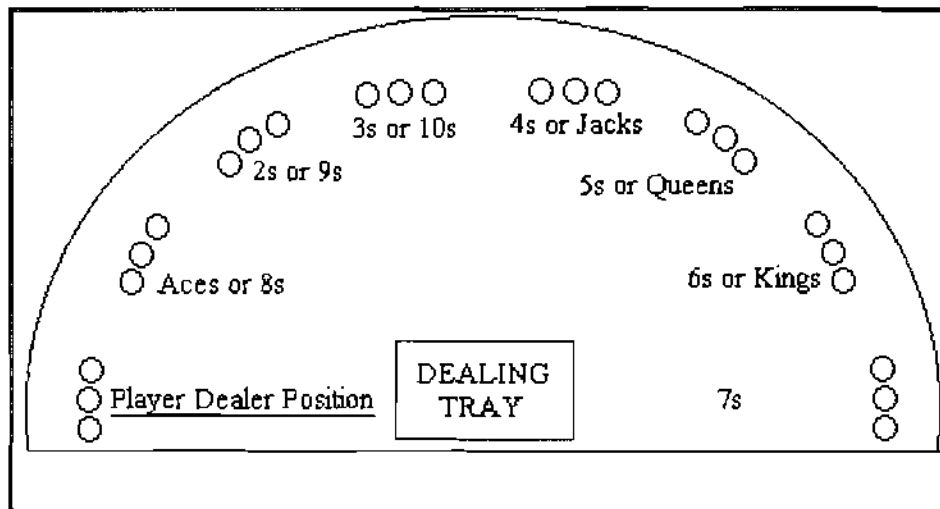 3s or 10s
4s or Jacks
2s or 9s
5s or Queens
Aces or 8s
6s or Kings
Player Dealer Position
DEALING
TRAY
7s